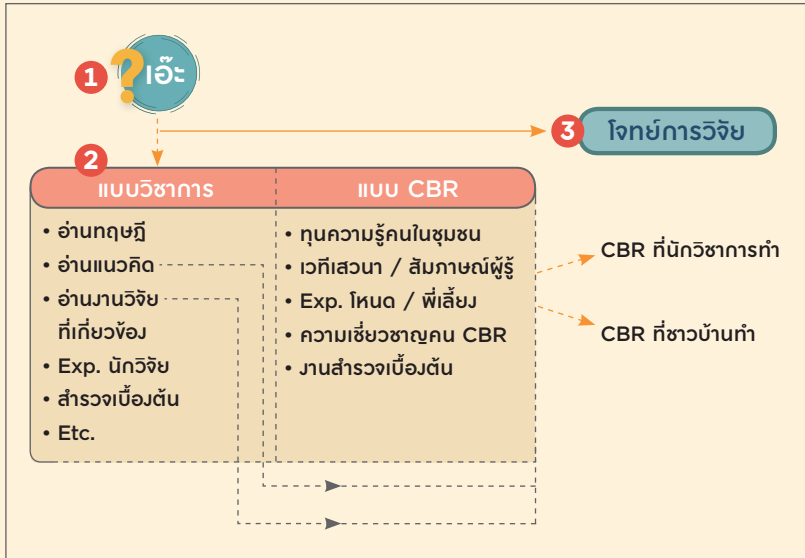 1
?
เอ๊ะ
3
โจทย์การวิจัย
2
แบบวิชาการ
แบบ CBR
• อ่านทฤษฎี
• อ่านแนวคิด
• อ่านงานวิจัย
ที่เกี่ยวข้อง
• Exp. นักวิจัย
• สำรวจเบื้องต้น
• Etc.
• ทุนความรู้คนในชุมชน
• เวทีเสวนา / สัมภาษณ์ผู้รู้
• Exp. โหนด / พี่เลี้ยง
• ความเชี่ยวชาญคน CBR
• งานสำรวจเบื้องต้น
CBR ที่นักวิชาการทำ
CBR ที่ชาวบ้านทำ